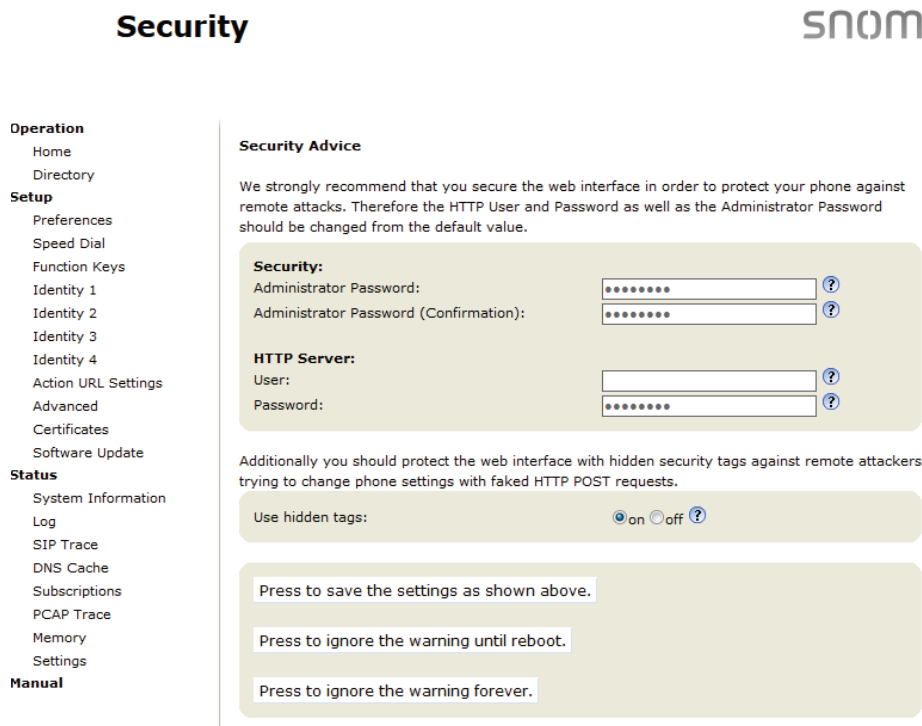 Security
snom
Operation
Home
Directory
Setup
Preferences
Speed Dial
Function Keys
Identity 1
Identity 2
Identity 3
Identity 4
Action URL Settings
Advanced
Certificates
Software Update
Status
System Information
Log
SIP Trace
DNS Cache
Subscriptions
PCAP Trace
Memory
Settings
Manual
Security Advice
We strongly recommend that you secure the web interface in order to protect your phone against
remote attacks. Therefore the HTTP User and Password as well as the Administrator Password
should be changed from the default value.
Security:
Administrator Password: •••••••• ?
Administrator Password (Confirmation): •••••••• ?
HTTP Server:
User: ?
Password: •••••••• ?
Additionally you should protect the web interface with hidden security tags against remote attackers
trying to change phone settings with faked HTTP POST requests.
Use hidden tags: on off ?
Press to save the settings as shown above.
Press to ignore the warning until reboot.
Press to ignore the warning forever.